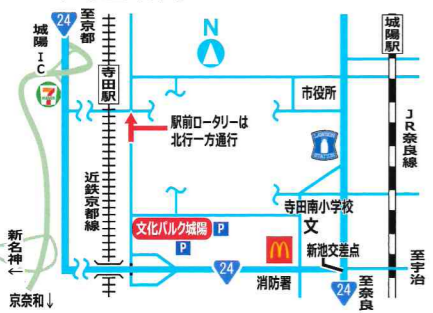 24
至京都
城陽IC
7
寺田駅
N
城陽駅
市役所
駅前ロータリーは
北行一方通行
JR奈良線
近鉄京都線
寺田南小学校
文
文化パルク城陽
P
P
新池交差点
新名神↓
24
消防署
至宇治
24
至奈良
京奈和↓